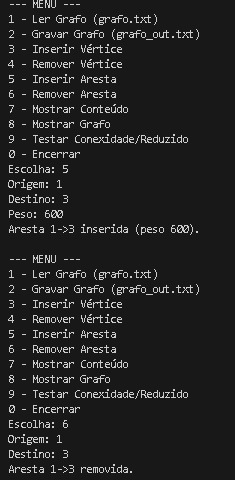 --- MENU ---
1 - Ler Grafo (grafo.txt)
2 - Gravar Grafo (grafo_out.txt)
3 - Inserir Vértice
4 - Remover Vértice
5 - Inserir Aresta
6 - Remover Aresta
7 - Mostrar Conteúdo
8 - Mostrar Grafo
9 - Testar Conexidade/Reduzido
0 - Encerrar
Escolha: 5
Origem: 1
Destino: 3
Peso: 600
Aresta 1->3 inserida (peso 600).

--- MENU ---
1 - Ler Grafo (grafo.txt)
2 - Gravar Grafo (grafo_out.txt)
3 - Inserir Vértice
4 - Remover Vértice
5 - Inserir Aresta
6 - Remover Aresta
7 - Mostrar Conteúdo
8 - Mostrar Grafo
9 - Testar Conexidade/Reduzido
0 - Encerrar
Escolha: 6
Origem: 1
Destino: 3
Aresta 1->3 removida.